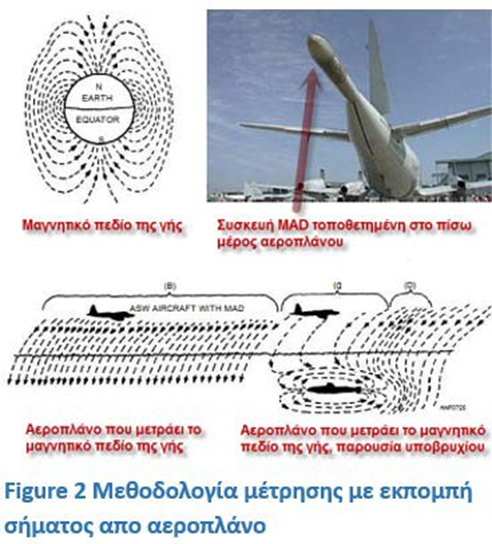 N
EARTH
EQUATOR
S
Μαγνητικό πεδίο της γής
Συσκευή MAD τοποθετημένη στο πίσω
μέρος αεροπλάνου
(B)
(C)
(D)
ASW AIRCRAFT WITH MAD
ANF0725
Αεροπλάνο που μετράει το
μαγνητικό πεδίο της γής
Αεροπλάνο που μετράει το μαγνητικό
πεδίο της γής, παρουσία υποβρυχίου
Figure 2 Μεθοδολογία μέτρησης με εκπομπή
σήματος απο αεροπλάνο